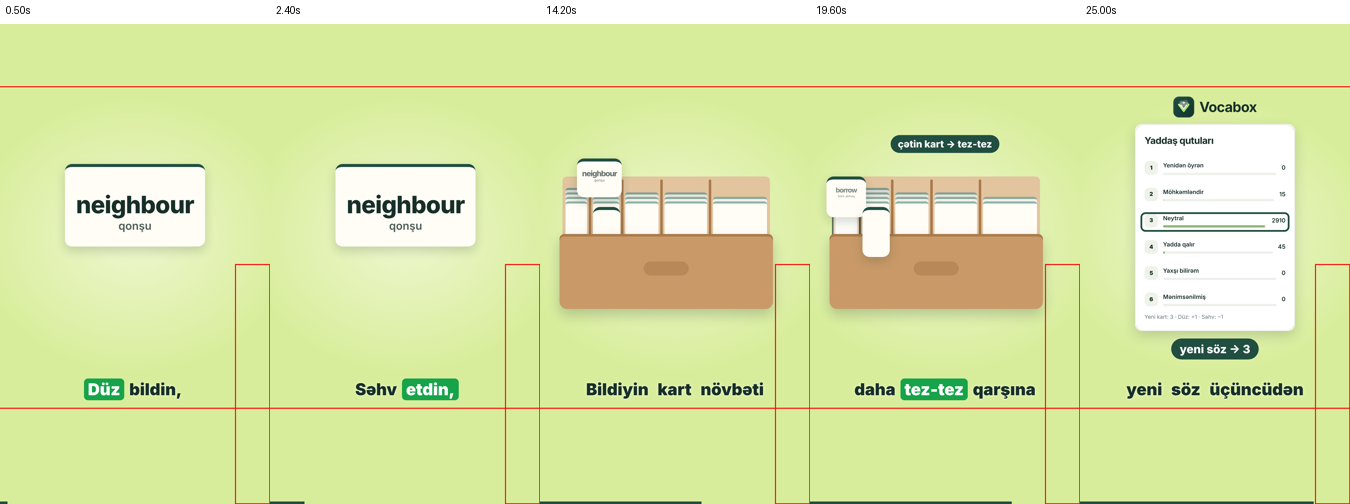 0.50s
2.40s
14.20s
19.60s
25.00s
neighbour
qonşu
Düz bildin,
neighbour
qonşu
Səhv etdin,
neighbour
Bildiyin kart növbəti
çətin kart → tez-tez
borrow
daha tez-tez qarşına
Vocabox
Yaddaş qutuları
1 Yenidən öyrən 0
2 Möhkəmləndir 15
3 Neytral 2910
4 Yadda qalır 45
5 Yaxşı bilirəm 0
6 Mənimsənilmiş 0
Yeni kart: 3 · Düz: +1 · Səhv: −1
yeni söz → 3
yeni söz üçüncüdən